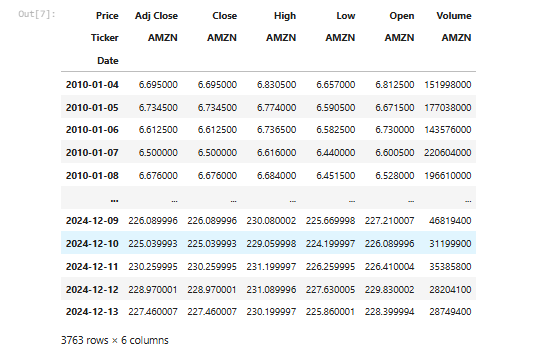 Out[7]:
Price Adj Close Close High Low Open Volume
Ticker AMZN AMZN AMZN AMZN AMZN AMZN
Date
2010-01-04 6.695000 6.695000 6.830500 6.657000 6.812500 151998000
2010-01-05 6.734500 6.734500 6.774000 6.590500 6.671500 177038000
2010-01-06 6.612500 6.612500 6.736500 6.582500 6.730000 143576000
2010-01-07 6.500000 6.500000 6.616000 6.440000 6.600500 220604000
2010-01-08 6.676000 6.676000 6.684000 6.451500 6.528000 196610000
... ... ... ... ... ... ...
2024-12-09 226.089996 226.089996 230.080002 225.669998 227.210007 46819400
2024-12-10 225.039993 225.039993 229.059998 224.199997 226.089996 31199900
2024-12-11 230.259995 230.259995 231.199997 226.259995 226.410004 35385800
2024-12-12 228.970001 228.970001 231.089996 227.630005 229.830002 28204100
2024-12-13 227.460007 227.460007 230.199997 225.860001 228.399994 28749400
3763 rows × 6 columns